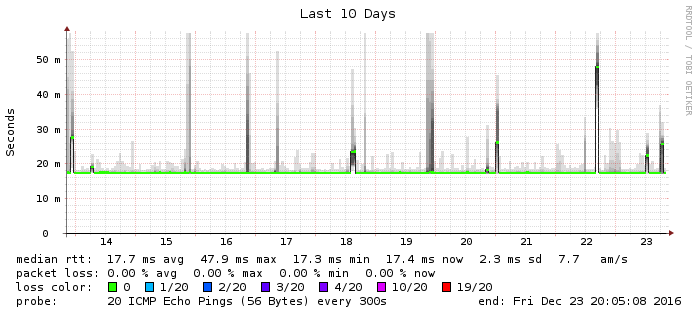 Last 10 Days
RRDTOOL / TOBI OETIKER
Seconds
50 m
40 m
30 m
20 m
10 m
0
14 15 16 17 18 19 20 21 22 23
median rtt: 17.7 ms avg 47.9 ms max 17.3 ms min 17.4 ms now 2.3 ms sd 7.7 am/s
packet loss: 0.00 % avg 0.00 % max 0.00 % min 0.00 % now
loss color: 0 1/20 2/20 3/20 4/20 10/20 19/20
probe: 20 ICMP Echo Pings (56 Bytes) every 300s end: Fri Dec 23 20:05:08 2016